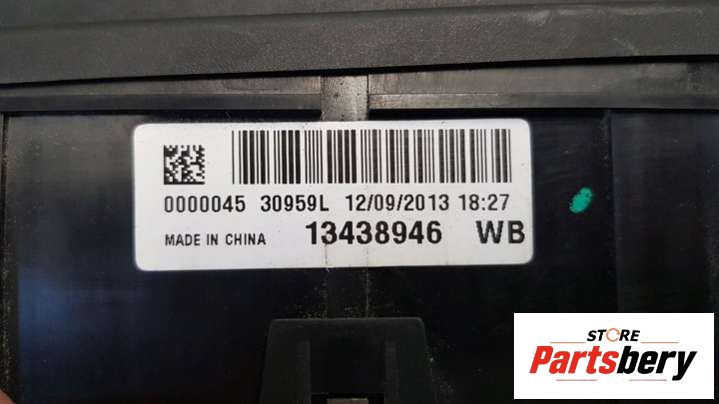 0000045 30959L 12/09/2013 18:27
MADE IN CHINA 13438946 WB
STORE
Partsbery